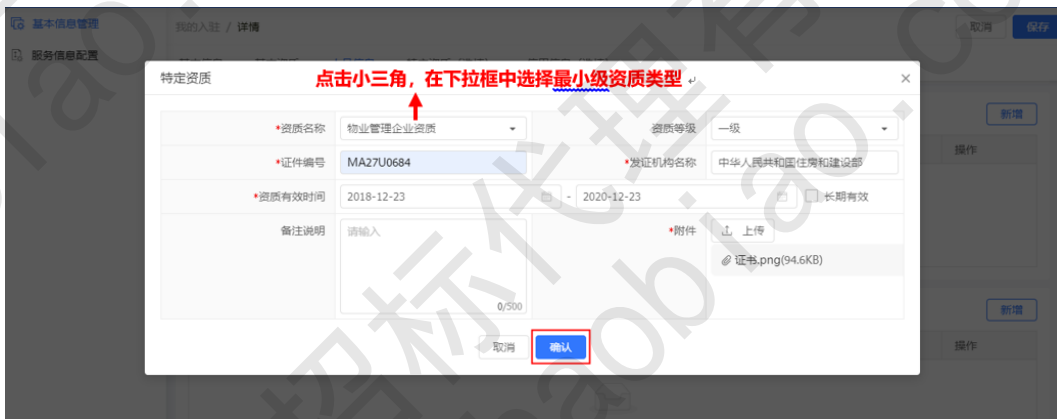 基本信息管理
我的入驻 / 详情
取消
保存
服务信息配置
特定资质
点击小三角，在下拉框中选择最小级资质类型
×
新增
*资质名称
物业管理企业资质
资质等级
一级
操作
*证件编号
MA27U0684
*发证机构名称
中华人民共和国住房和建设部
*资质有效时间
2018-12-23
-
2020-12-23
长期有效
备注说明
请输入
*附件
上传
证书.png(94.6KB)
0/500
新增
取消
确认
操作
招标代理有
aobiao.co